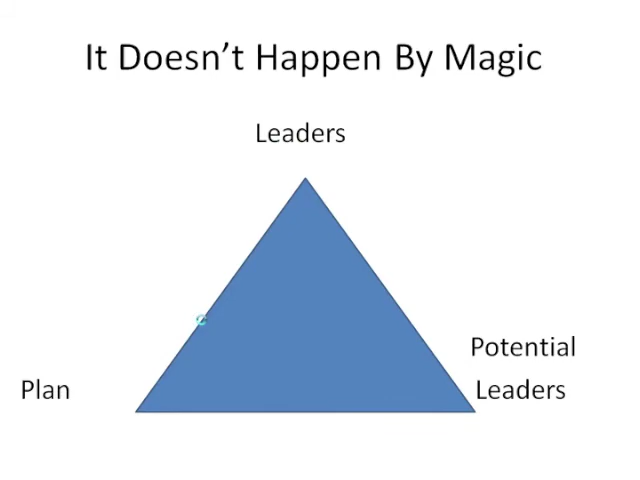 It Doesn't Happen By Magic
Leaders
Potential
Plan
Leaders